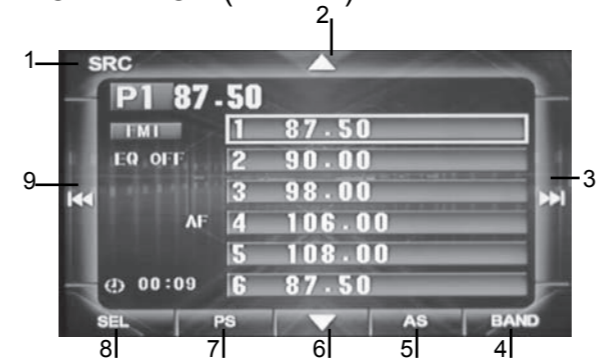 2
1 SRC
P1 87.50
FM1 1 87.50
EQ OFF 2 90.00
9 3 98.00 3
AF 4 106.00
5 108.00
00:09 6 87.50
SEL PS AS BAND
8 7 6 5 4